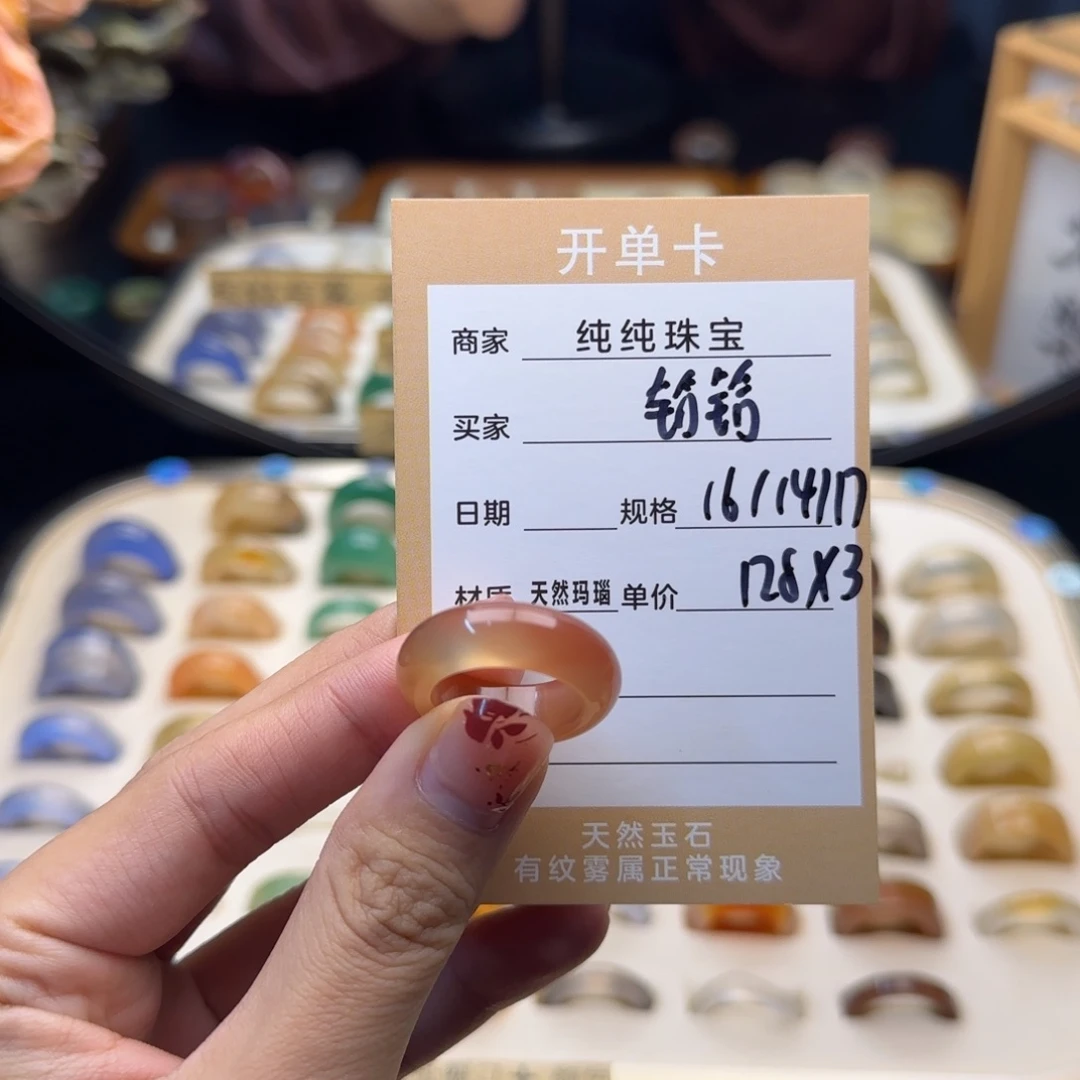 开单卡
商家 纯纯珠宝
买家
日期 规格 16/14/17
材质 天然玛瑙 单价 128X3
天然玉石
有纹雾属正常现象